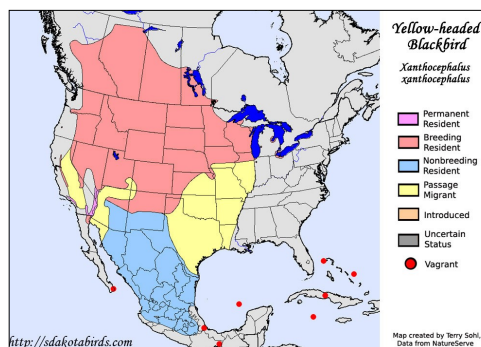 Yellow-headed
Blackbird
Xanthocephalus
xanthocephalus
Permanent
Resident
Breeding
Resident
Nonbreeding
Resident
Passage
Migrant
Introduced
Uncertain
Status
Vagrant
http://sdakotabirds.com
Map created by Terry Sohl,
Data from NatureServe